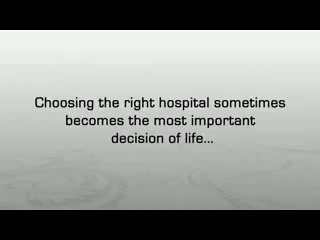 Choosing the right hospital sometimes
becomes the most important
decision of life...